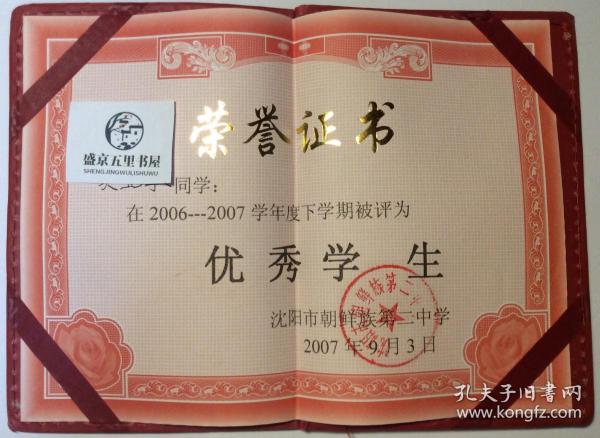 荣誉证书
盛京五里书屋
SHENGJINGWULISHUWU
同学：
在 2006---2007 学年度下学期被评为
优秀学 生
沈阳市朝鲜族第二中学
2007 年 9 月 3 日
孔夫子旧书网
www.kongfz.com